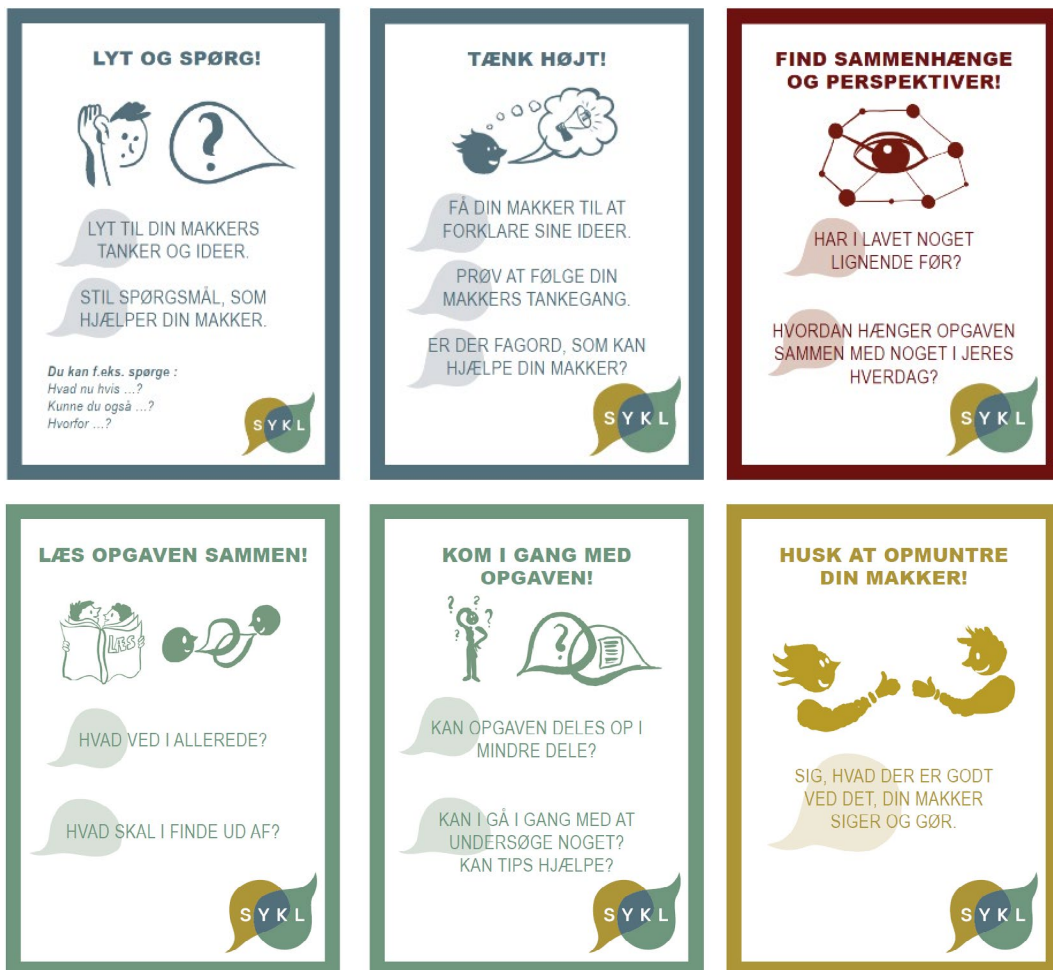 LYT OG SPØRG!
?
LYT TIL DIN MAKKERS
TANKER OG IDEER.
STIL SPØRGSMÅL, SOM
HJÆLPER DIN MAKKER.
Du kan f.eks. spørge :
Hvad nu hvis ...?
Kunne du også ...?
Hvorfor ...?
SYKL
TÆNK HØJT!
FÅ DIN MAKKER TIL AT
FORKLARE SINE IDEER.
PRØV AT FØLGE DIN
MAKKERS TANKEGANG.
ER DER FAGORD, SOM KAN
HJÆLPE DIN MAKKER?
SYKL
FIND SAMMENHÆNGE
OG PERSPEKTIVER!
HAR I LAVET NOGET
LIGNENDE FØR?
HVORDAN HÆNGER OPGAVEN
SAMMEN MED NOGET I JERES
HVERDAG?
SYKL
LÆS OPGAVEN SAMMEN!
LÆS
HVAD VED I ALLEREDE?
HVAD SKAL I FINDE UD AF?
SYKL
KOM I GANG MED
OPGAVEN!
? ? ? ? ?
?
KAN OPGAVEN DELES OP I
MINDRE DELE?
KAN I GÅ I GANG MED AT
UNDERSØGE NOGET?
KAN TIPS HJÆLPE?
SYKL
HUSK AT OPMUNTRE
DIN MAKKER!
SIG, HVAD DER ER GODT
VED DET, DIN MAKKER
SIGER OG GØR.
SYKL